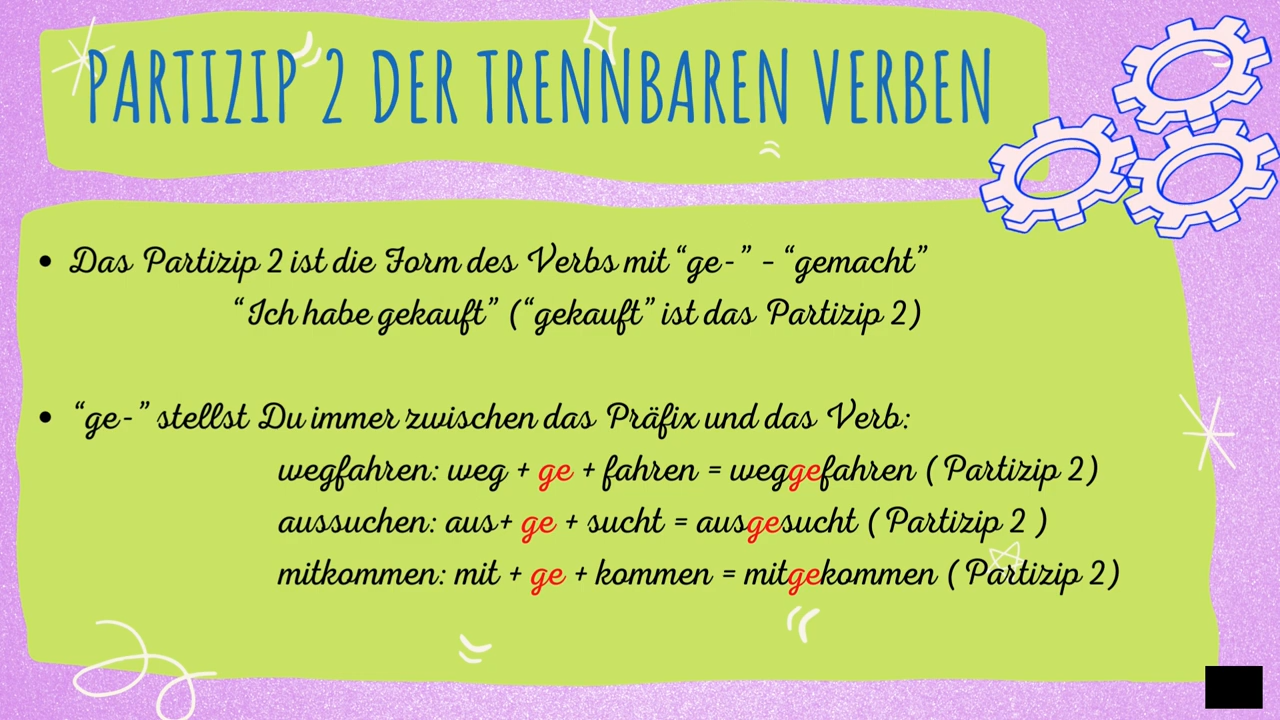 PARTIZIP 2 DER TRENNBAREN VERBEN
• Das Partizip 2 ist die Form des Verbs mit “ge-” - “gemacht”
“Ich habe gekauft” (“gekauft” ist das Partizip 2)
• “ge-” stellst Du immer zwischen das Präfix und das Verb:
wegfahren: weg + ge + fahren = weggefahren ( Partizip 2)
aussuchen: aus+ ge + sucht = ausgesucht ( Partizip 2 )
mitkommen: mit + ge + kommen = mitgekommen ( Partizip 2)